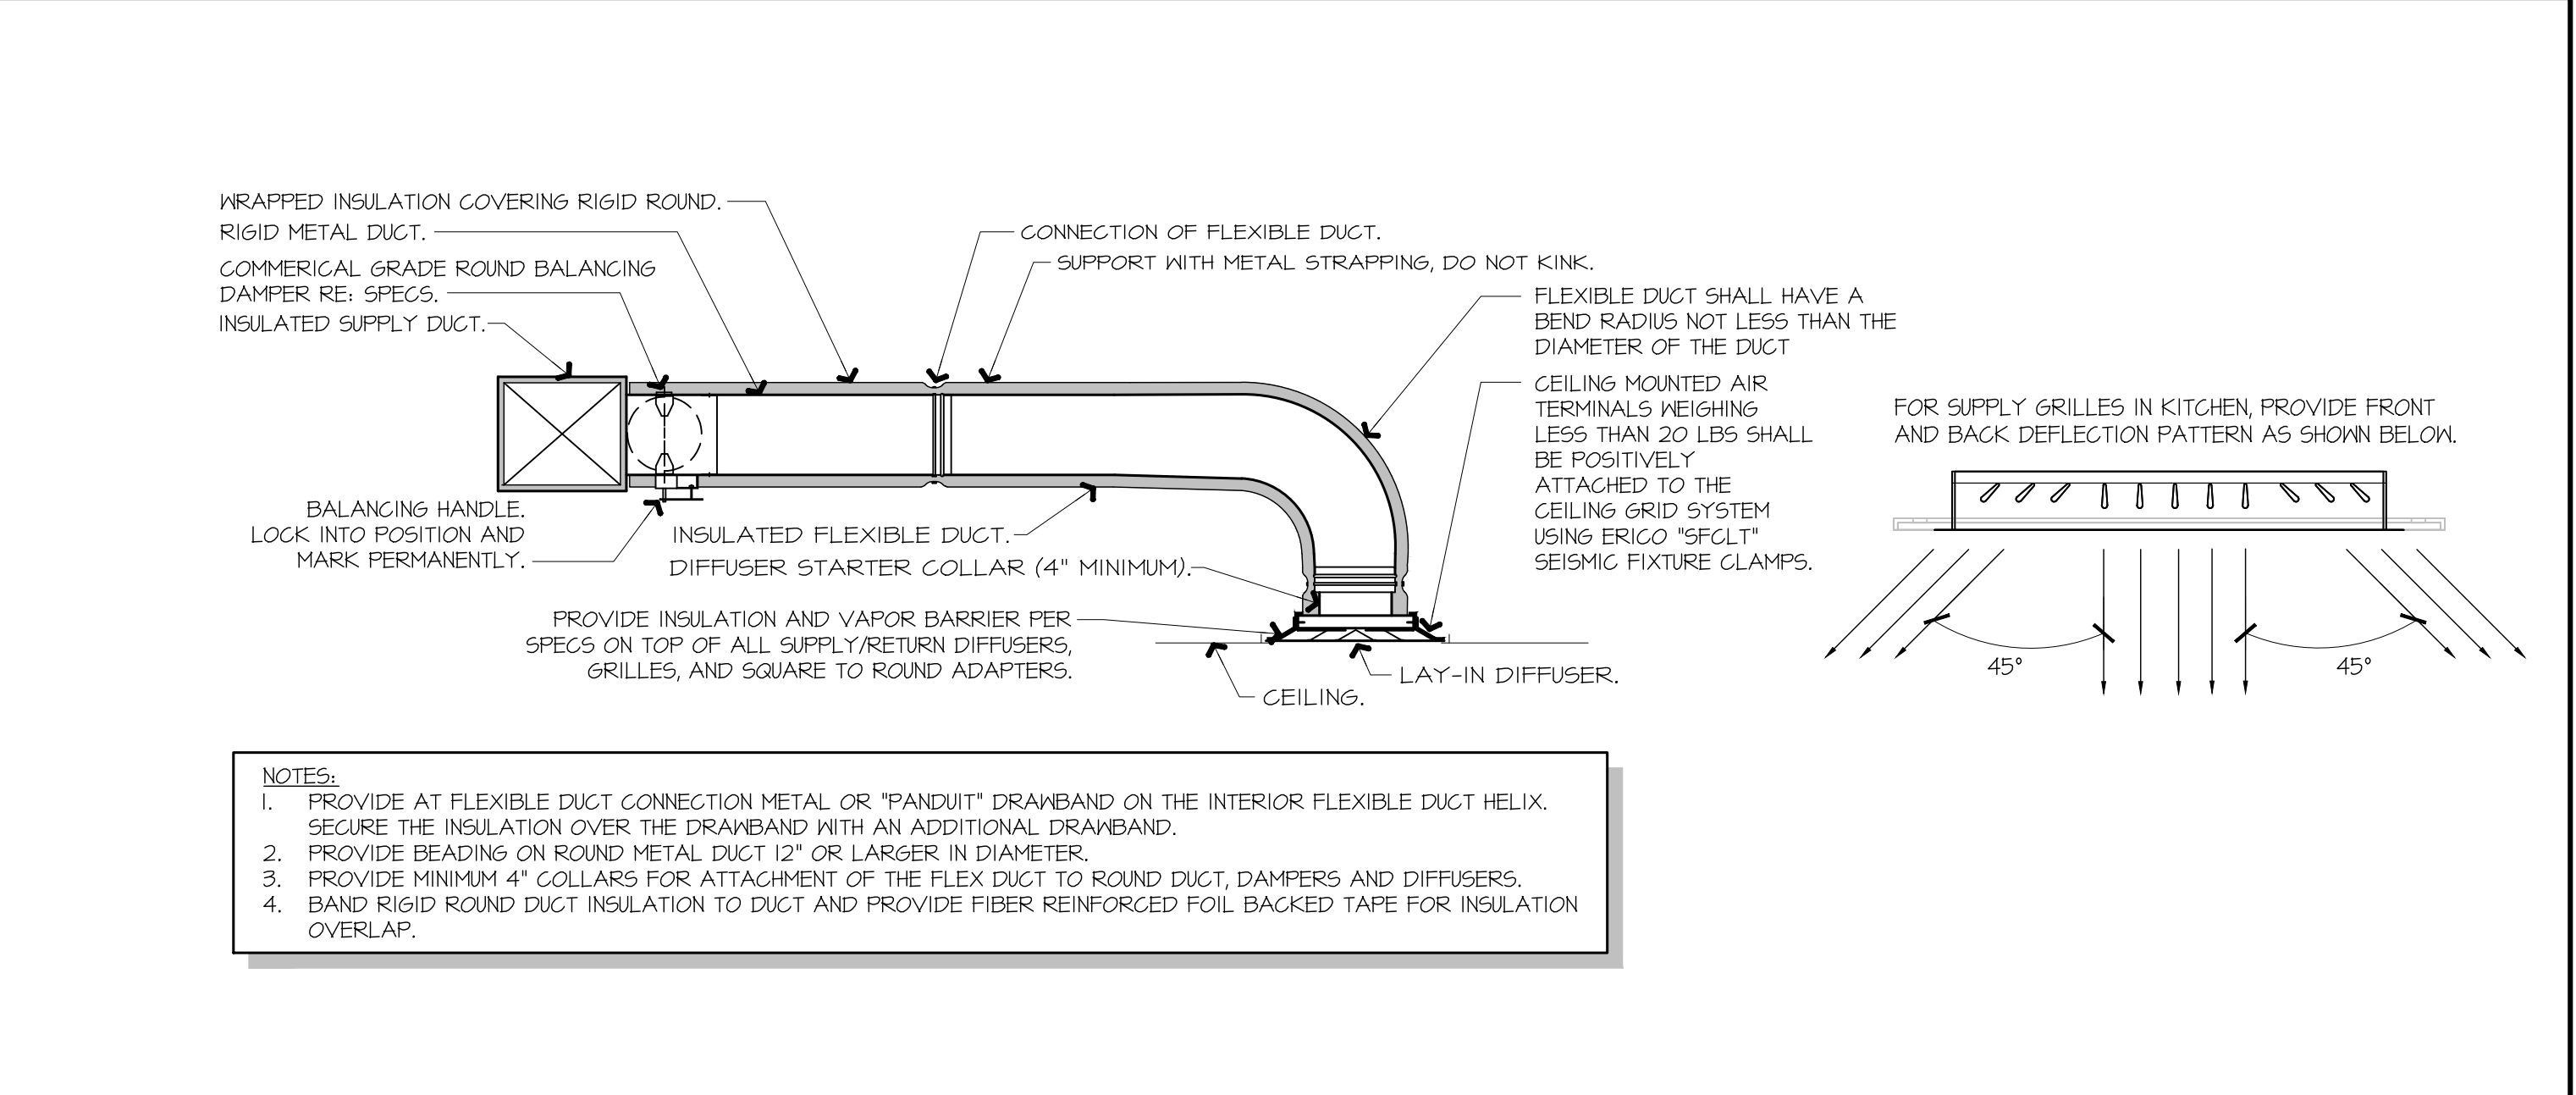 WRAPPED INSULATION COVERING RIGID ROUND.
RIGID METAL DUCT.
COMMERICAL GRADE ROUND BALANCING
DAMPER RE: SPECS.
INSULATED SUPPLY DUCT.
CONNECTION OF FLEXIBLE DUCT.
SUPPORT WITH METAL STRAPPING, DO NOT KINK.
FLEXIBLE DUCT SHALL HAVE A
BEND RADIUS NOT LESS THAN THE
DIAMETER OF THE DUCT
CEILING MOUNTED AIR
TERMINALS WEIGHING
LESS THAN 20 LBS SHALL
BE POSITIVELY
ATTACHED TO THE
CEILING GRID SYSTEM
USING ERICO "SFCLT"
SEISMIC FIXTURE CLAMPS.
FOR SUPPLY GRILLES IN KITCHEN, PROVIDE FRONT
AND BACK DEFLECTION PATTERN AS SHOWN BELOW.
45°
45°
BALANCING HANDLE.
LOCK INTO POSITION AND
MARK PERMANENTLY.
INSULATED FLEXIBLE DUCT.
DIFFUSER STARTER COLLAR (4" MINIMUM).
PROVIDE INSULATION AND VAPOR BARRIER PER
SPECS ON TOP OF ALL SUPPLY/RETURN DIFFUSERS,
GRILLES, AND SQUARE TO ROUND ADAPTERS.
LAY-IN DIFFUSER.
CEILING.
NOTES:
1. PROVIDE AT FLEXIBLE DUCT CONNECTION METAL OR "PANDUIT" DRAWBAND ON THE INTERIOR FLEXIBLE DUCT HELIX.
SECURE THE INSULATION OVER THE DRAWBAND WITH AN ADDITIONAL DRAWBAND.
2. PROVIDE BEADING ON ROUND METAL DUCT 12" OR LARGER IN DIAMETER.
3. PROVIDE MINIMUM 4" COLLARS FOR ATTACHMENT OF THE FLEX DUCT TO ROUND DUCT, DAMPERS AND DIFFUSERS.
4. BAND RIGID ROUND DUCT INSULATION TO DUCT AND PROVIDE FIBER REINFORCED FOIL BACKED TAPE FOR INSULATION
OVERLAP.